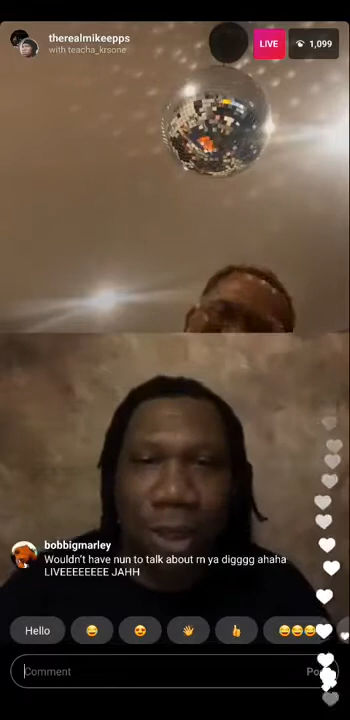 therealmikeepps
LIVE
1,099
with teacha_krsone
bobbigmarley
Wouldn't have nun to talk about rn ya digggg ahaha
LIVEEEEEEEE JAHH
Hello
Comment